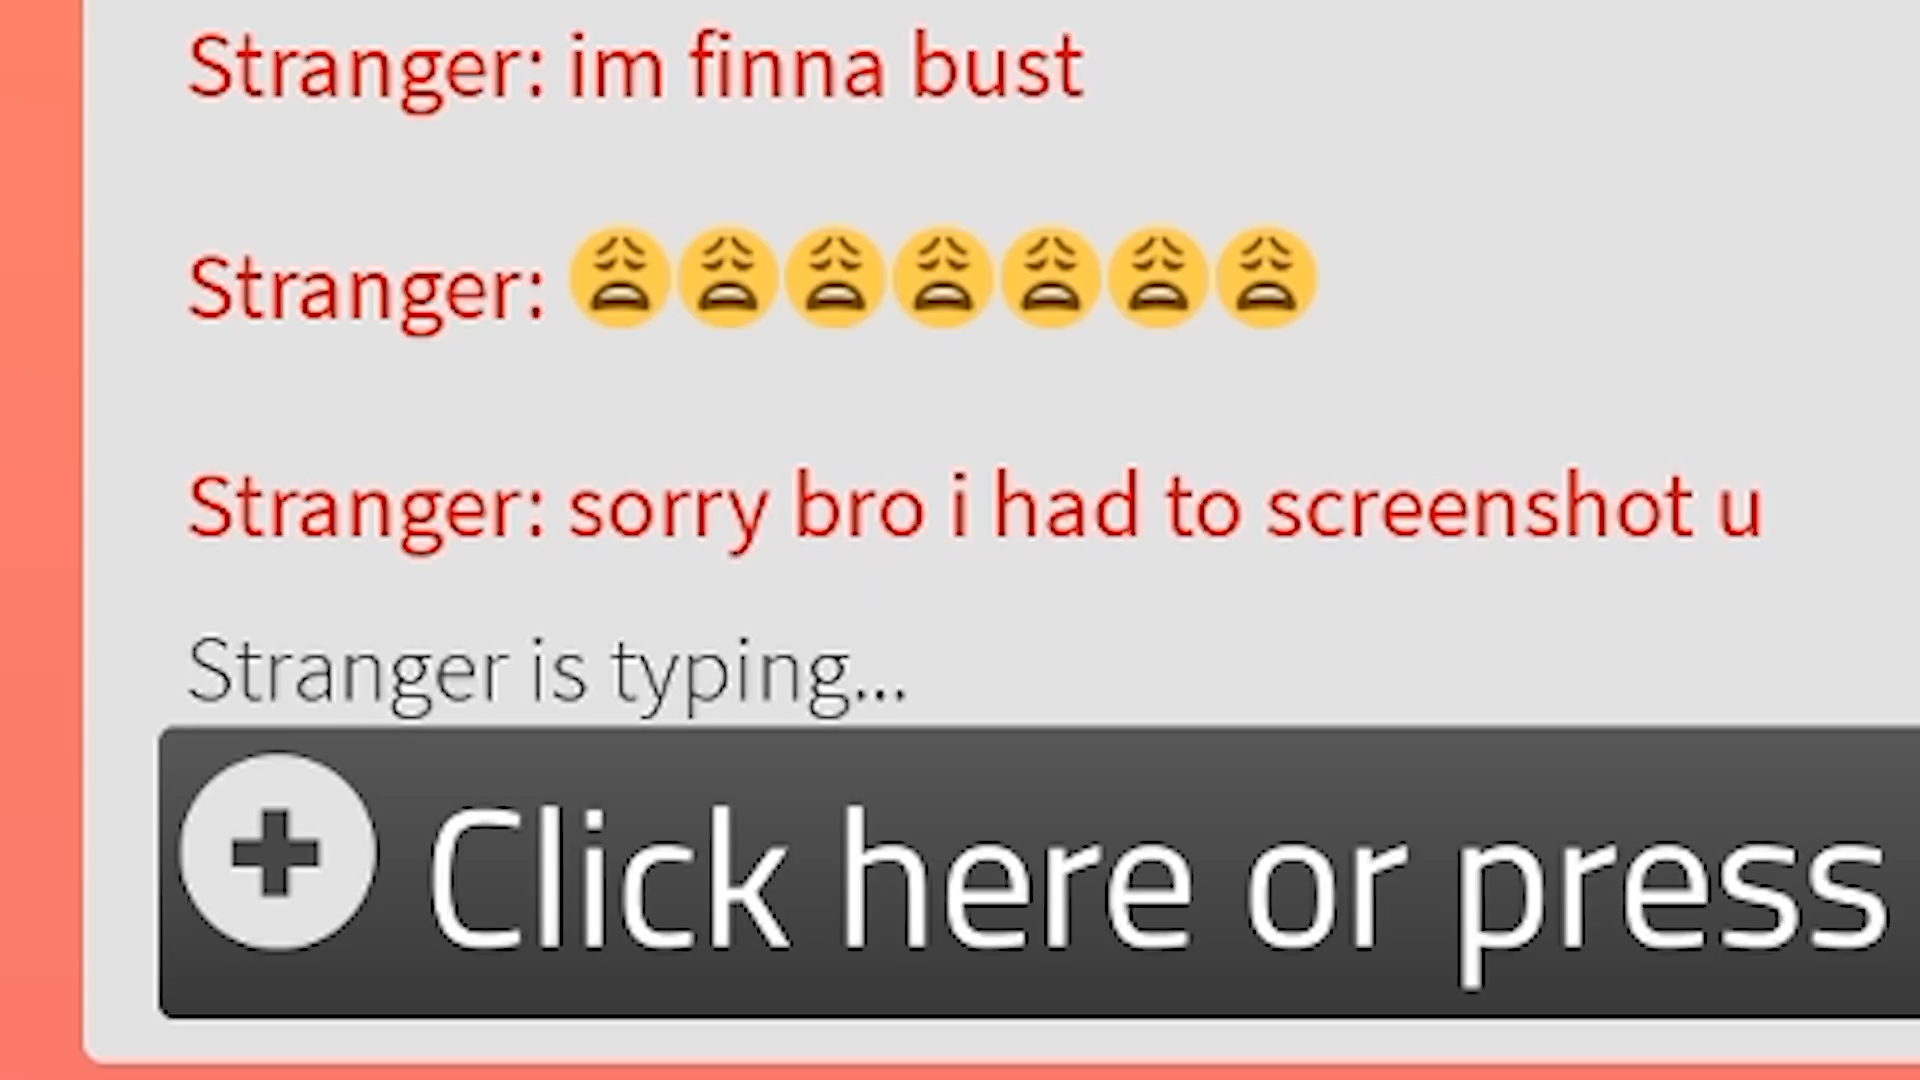 Stranger: im finna bust
Stranger: 😩😩😩😩😩😩😩
Stranger: sorry bro i had to screenshot u
Stranger is typing...
Click here or press